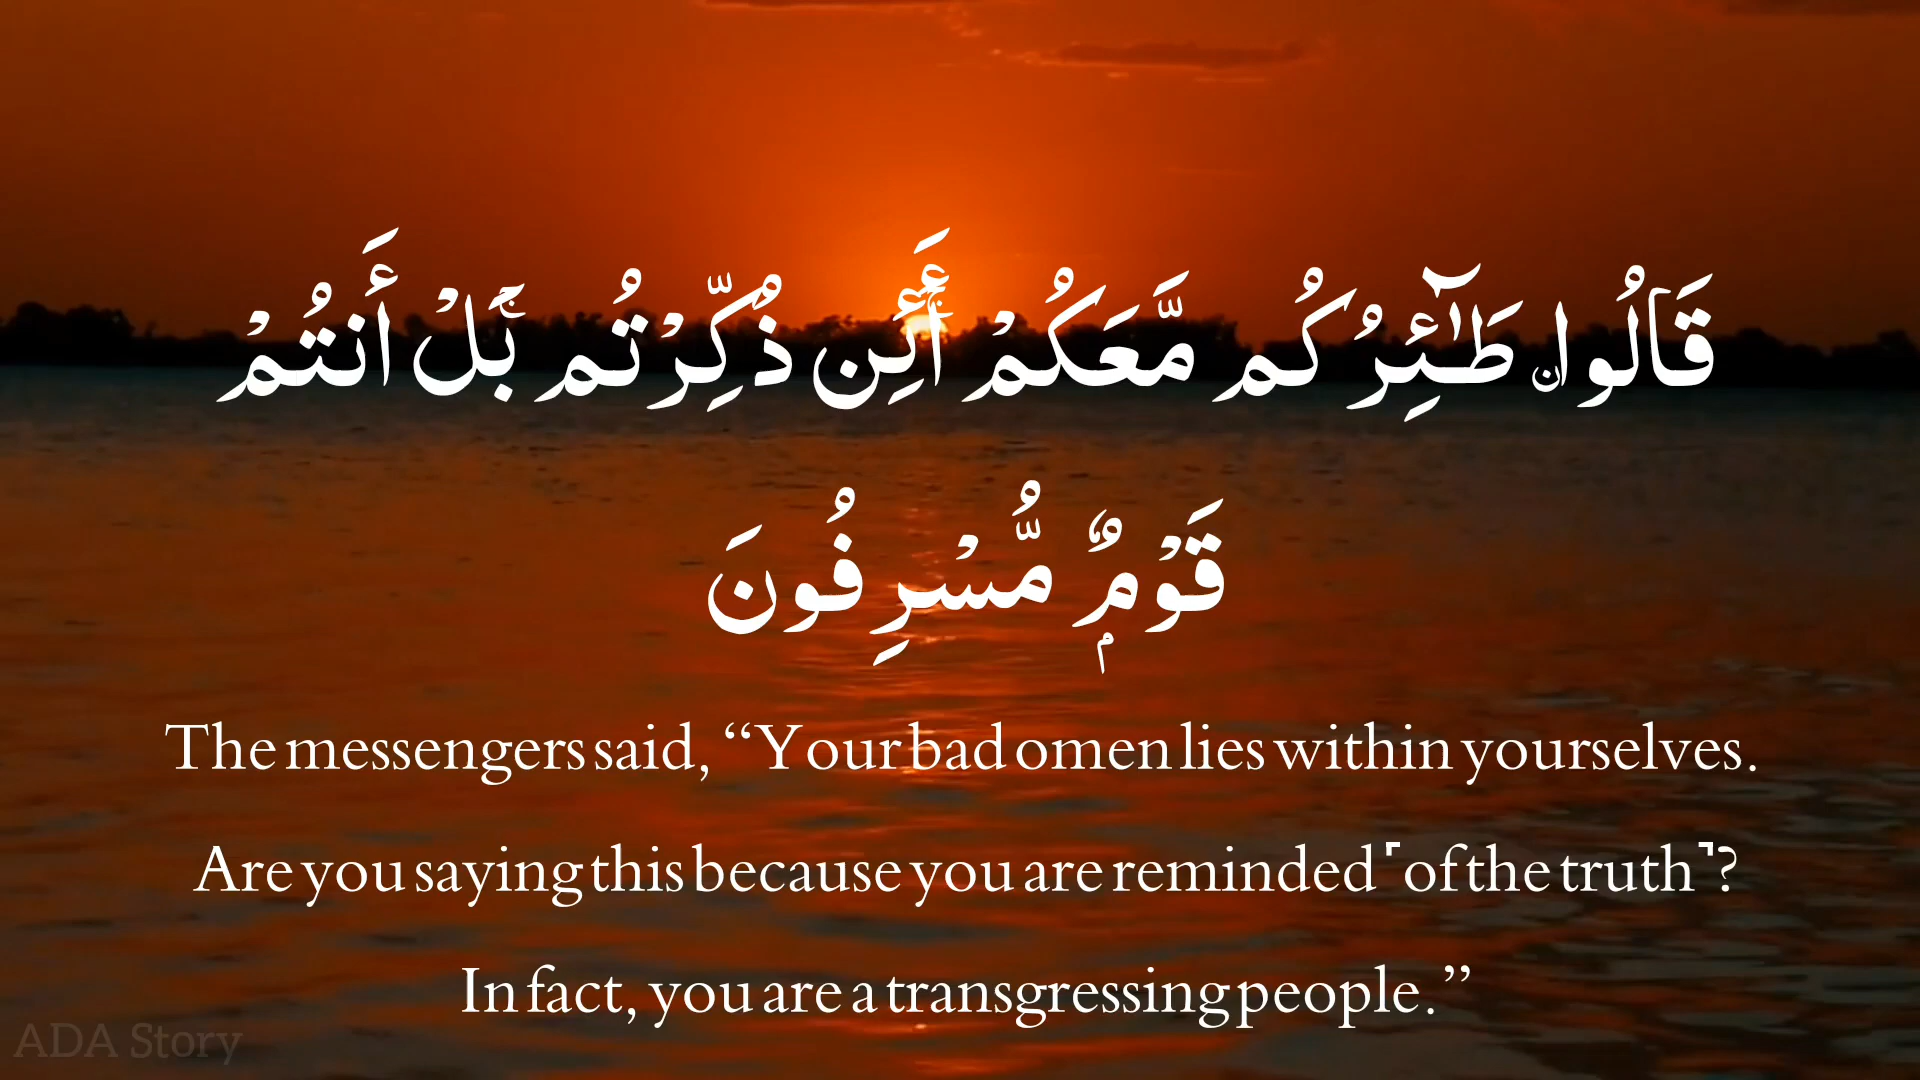 قَالُوا۟ طَـٰٓئِرُكُم مَّعَكُمْ أَئِن ذُكِّرْتُم ۚ بَلْ أَنتُمْ
قَوْمٌ مُّسْرِفُونَ
The messengers said, “Your bad omen lies within yourselves.
Are you saying this because you are reminded ˹of the truth˺?
In fact, you are a transgressing people.”
ADA Story